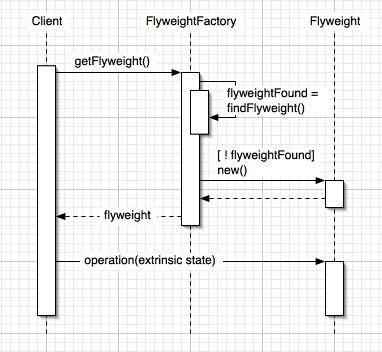 Client
FlyweightFactory
Flyweight
getFlyweight()
flyweightFound =
findFlyweight()
[ ! flyweightFound]
new()
flyweight
operation(extrinsic state)